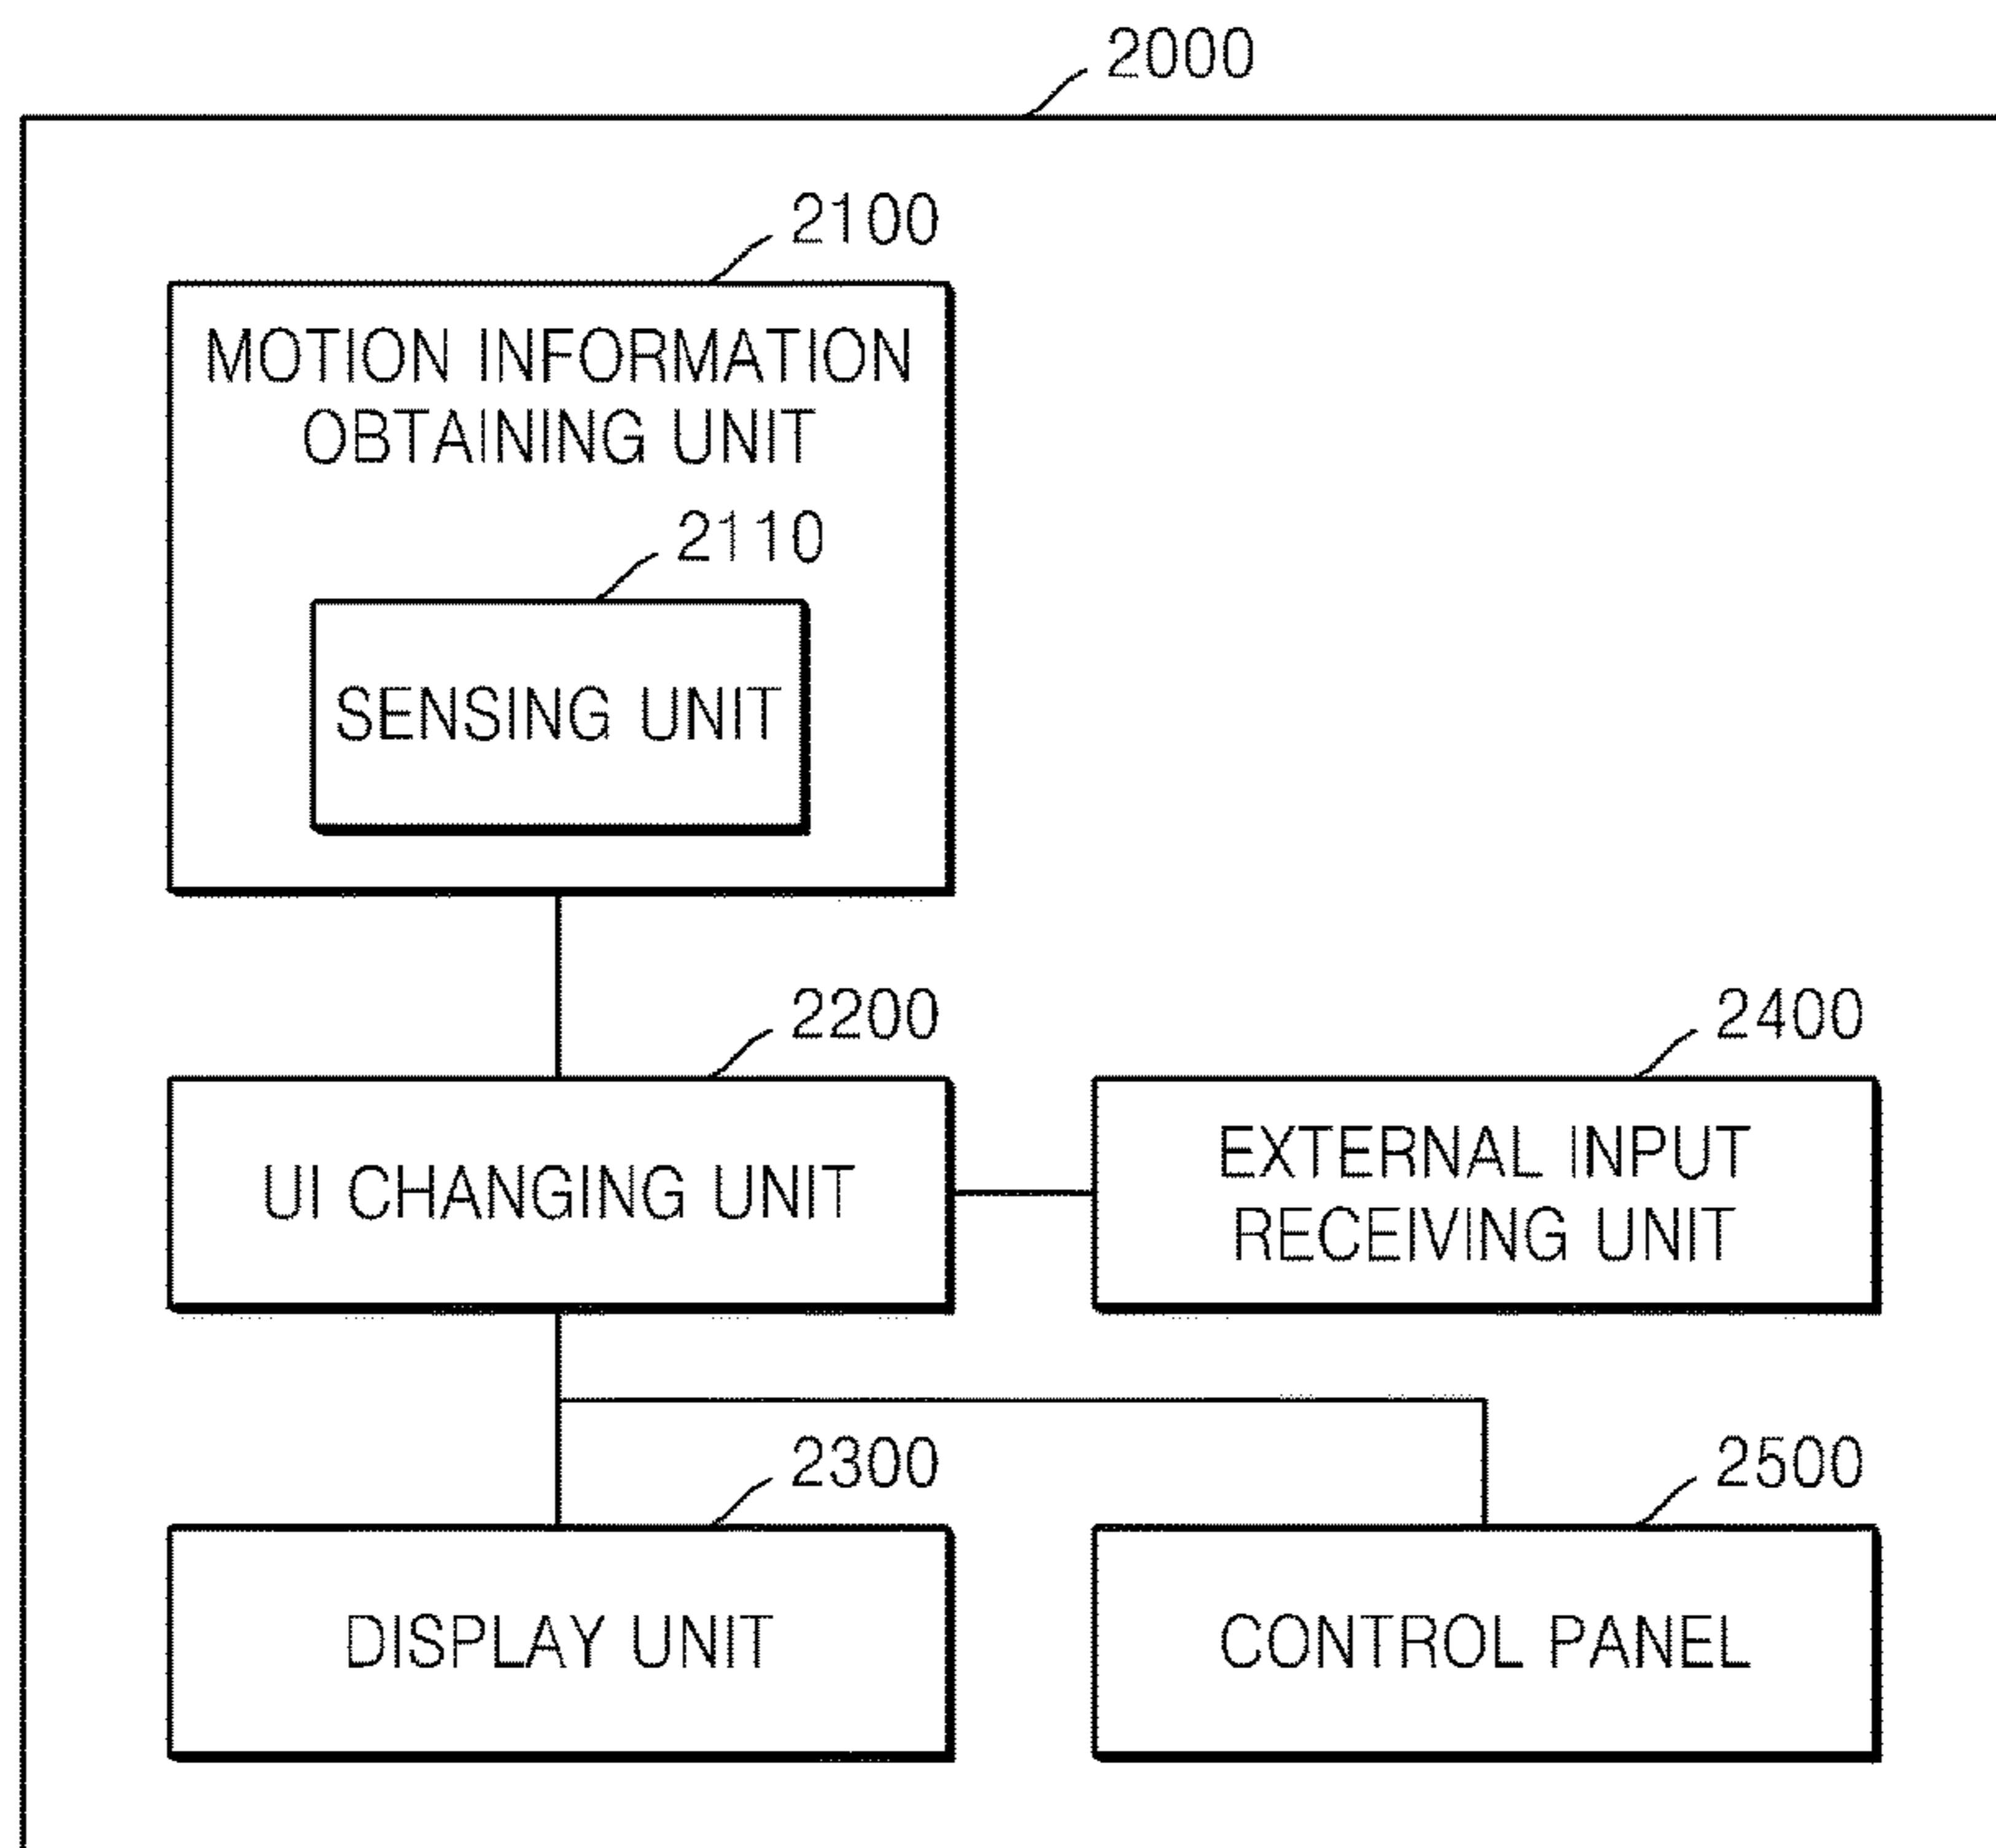 2000
2100
MOTION INFORMATION
OBTAINING UNIT
2110
SENSING UNIT
2200
UI CHANGING UNIT
2400
EXTERNAL INPUT
RECEIVING UNIT
2300
DISPLAY UNIT
2500
CONTROL PANEL